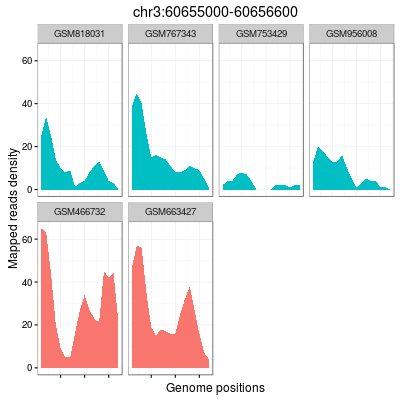 chr3:60655000-60656600
GSM818031 GSM767343 GSM753429 GSM956008
60
40
20
0
GSM466732 GSM663427
60
40
20
0
Mapped reads density
Genome positions